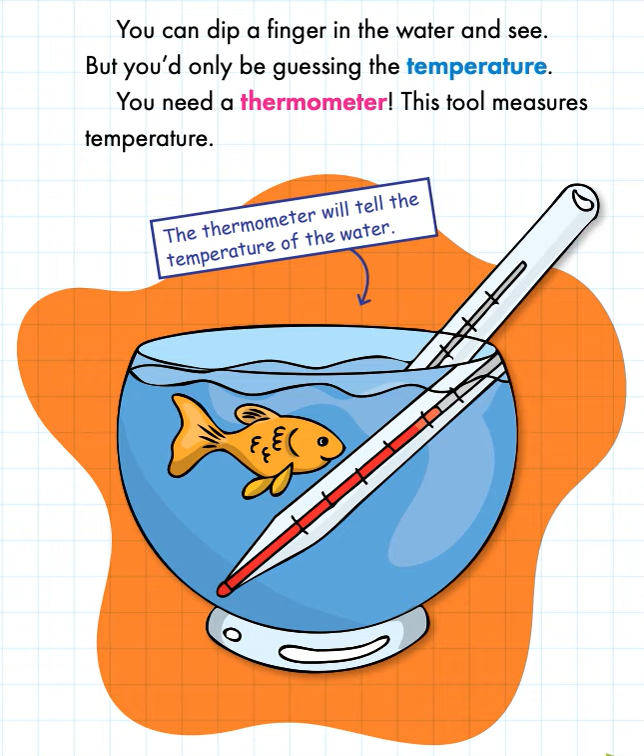 You can dip a finger in the water and see.
But you’d only be guessing the temperature.
You need a thermometer! This tool measures
temperature.
The thermometer will tell the
temperature of the water.